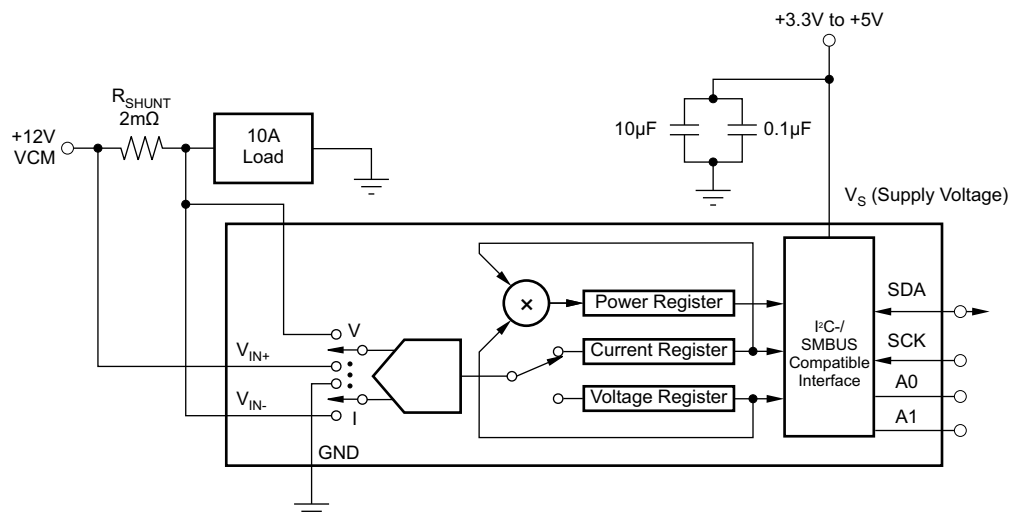 +3.3V to +5V
R_SHUNT
2mΩ
+12V
VCM
10A
Load
10µF
0.1µF
V_S (Supply Voltage)
Power Register
Current Register
Voltage Register
×
I²C-/
SMBUS
Compatible
Interface
SDA
SCK
A0
A1
V
V_IN+
V_IN-
I
GND